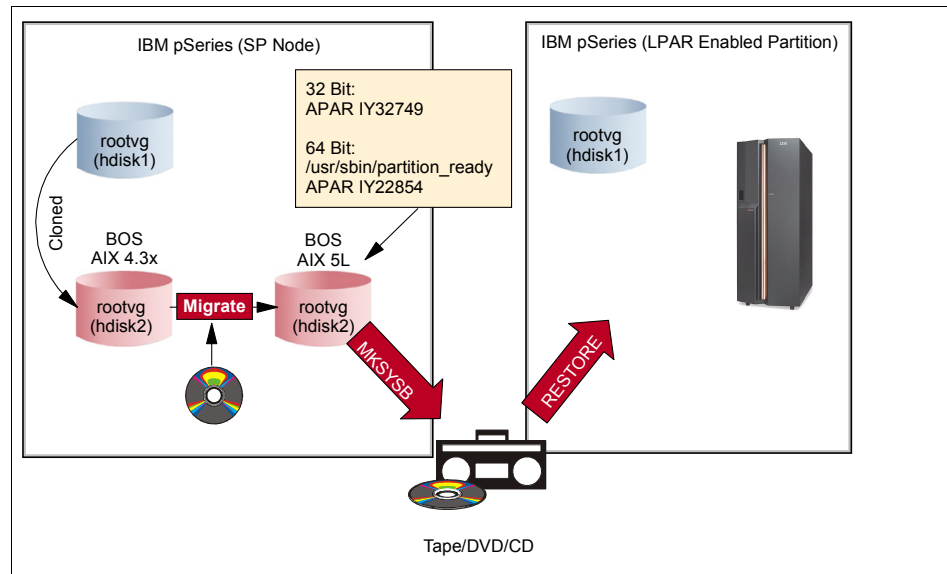 IBM pSeries (SP Node)
IBM pSeries (LPAR Enabled Partition)
32 Bit:
APAR IY32749
64 Bit:
/usr/sbin/partition_ready
APAR IY22854
rootvg
(hdisk1)
rootvg
(hdisk1)
Cloned
BOS
AIX 4.3x
BOS
AIX 5L
rootvg
(hdisk2)
Migrate
rootvg
(hdisk2)
MKSYSB
RESTORE
Tape/DVD/CD